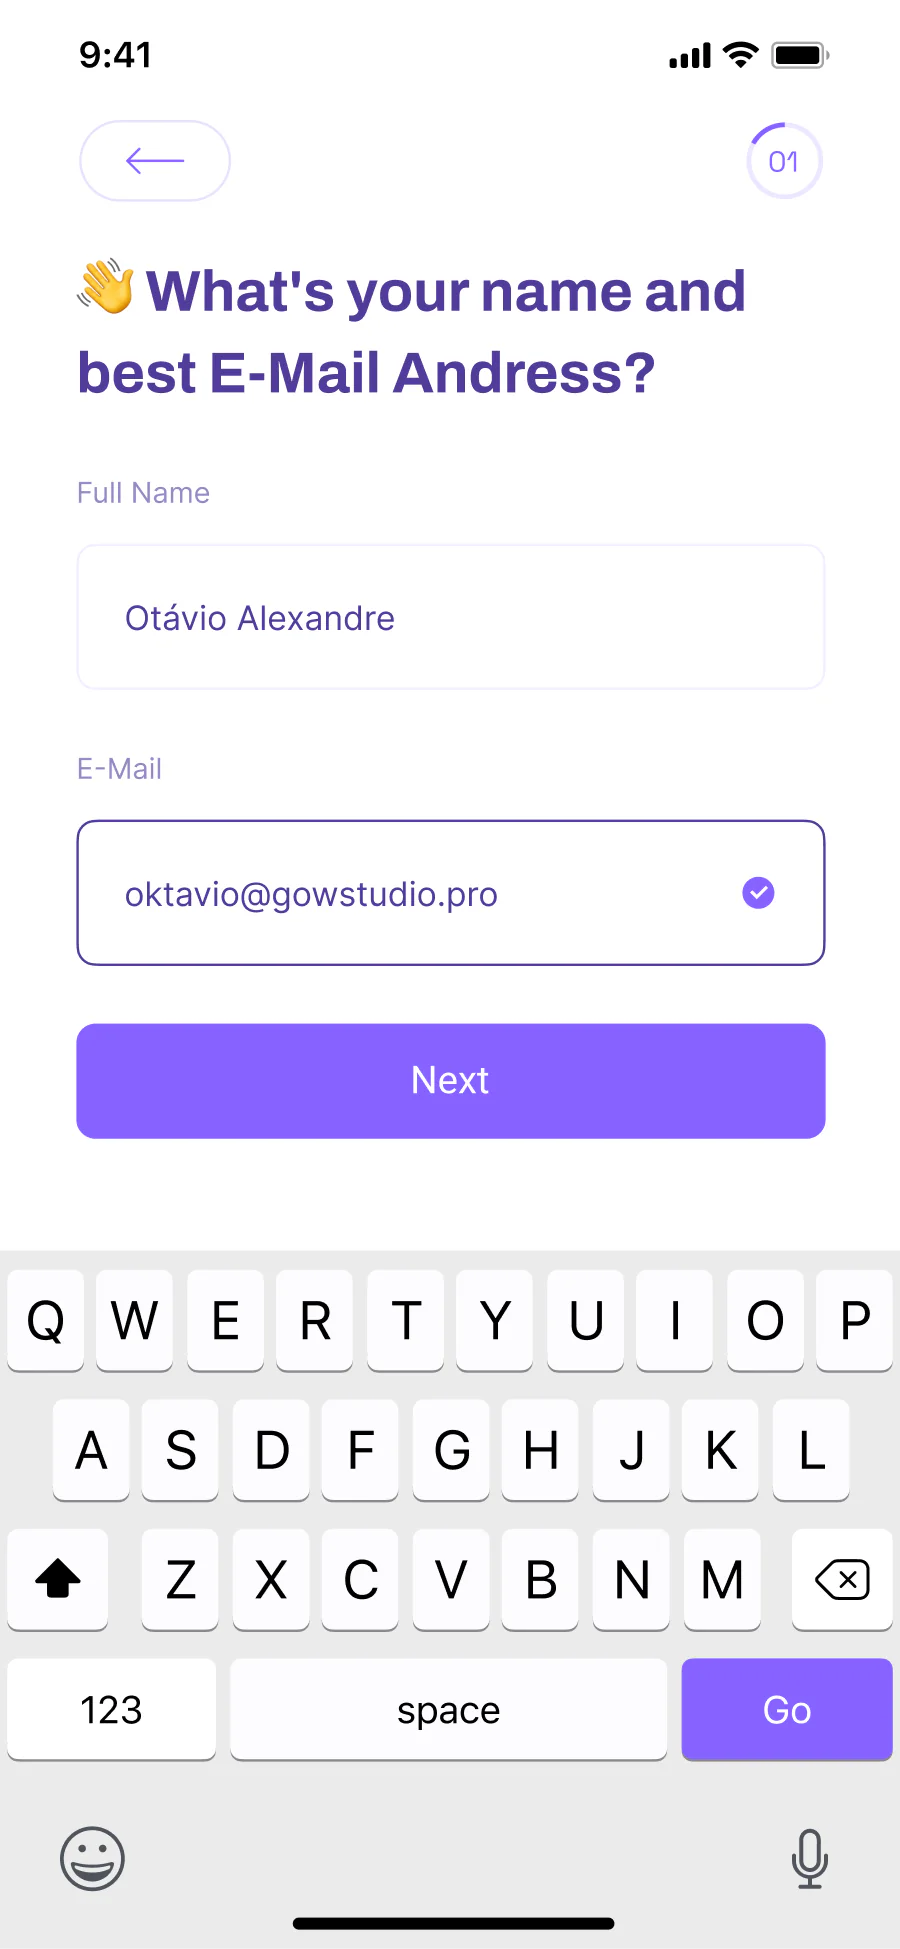 9:41
01
👋 What's your name and
best E-Mail Andress?
Full Name
Otávio Alexandre
E-Mail
oktavio@gowstudio.pro
Next
Q W E R T Y U I O P
A S D F G H J K L
Z X C V B N M
123 space Go